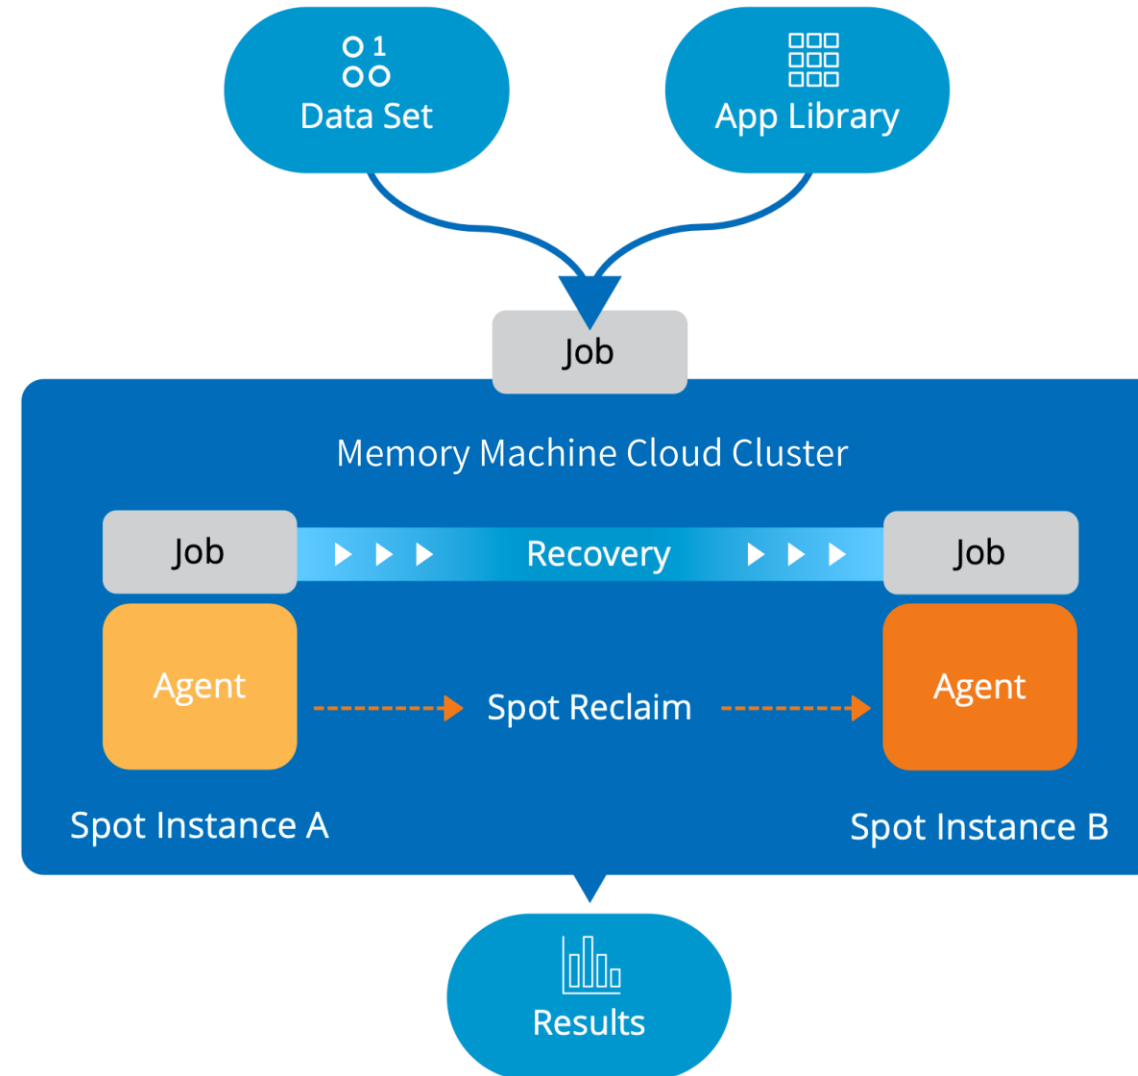 1
Data Set
App Library
Job
Memory Machine Cloud Cluster
Job
Recovery
Job
Agent
Spot Reclaim
Agent
Spot Instance A
Spot Instance B
Results